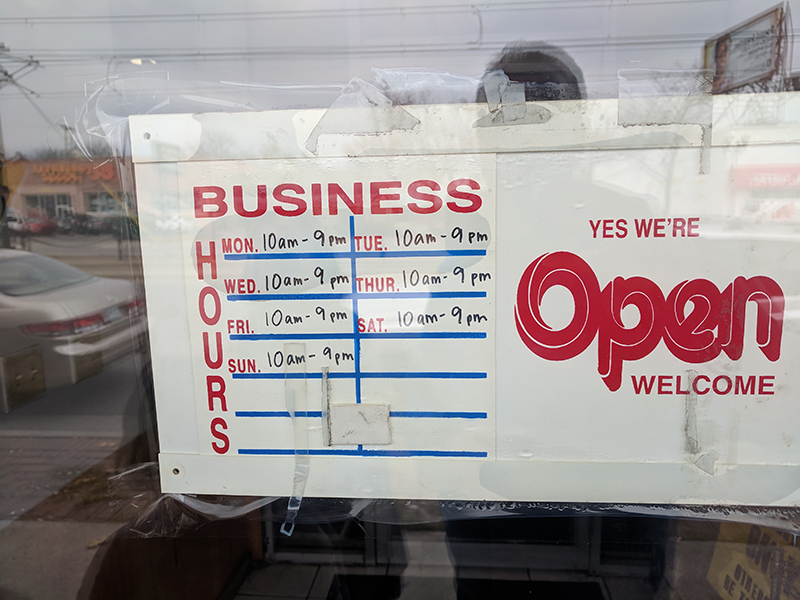 BUSINESS
HOURS
MON. 10am - 9pm TUE. 10am - 9pm
WED. 10am - 9pm THUR. 10am - 9pm
FRI. 10am - 9pm SAT. 10am - 9pm
SUN. 10am - 9pm
YES WE'RE
Open
WELCOME